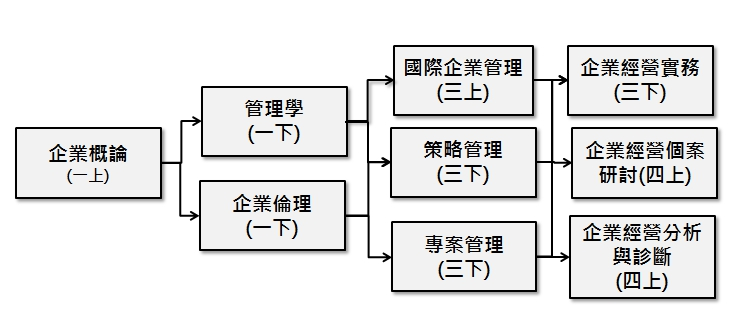 企業概論
(一上)
管理學
(一下)
企業倫理
(一下)
國際企業管理
(三上)
策略管理
(三下)
專案管理
(三下)
企業經營實務
(三下)
企業經營個案
研討(四上)
企業經營分析
與診斷
(四上)